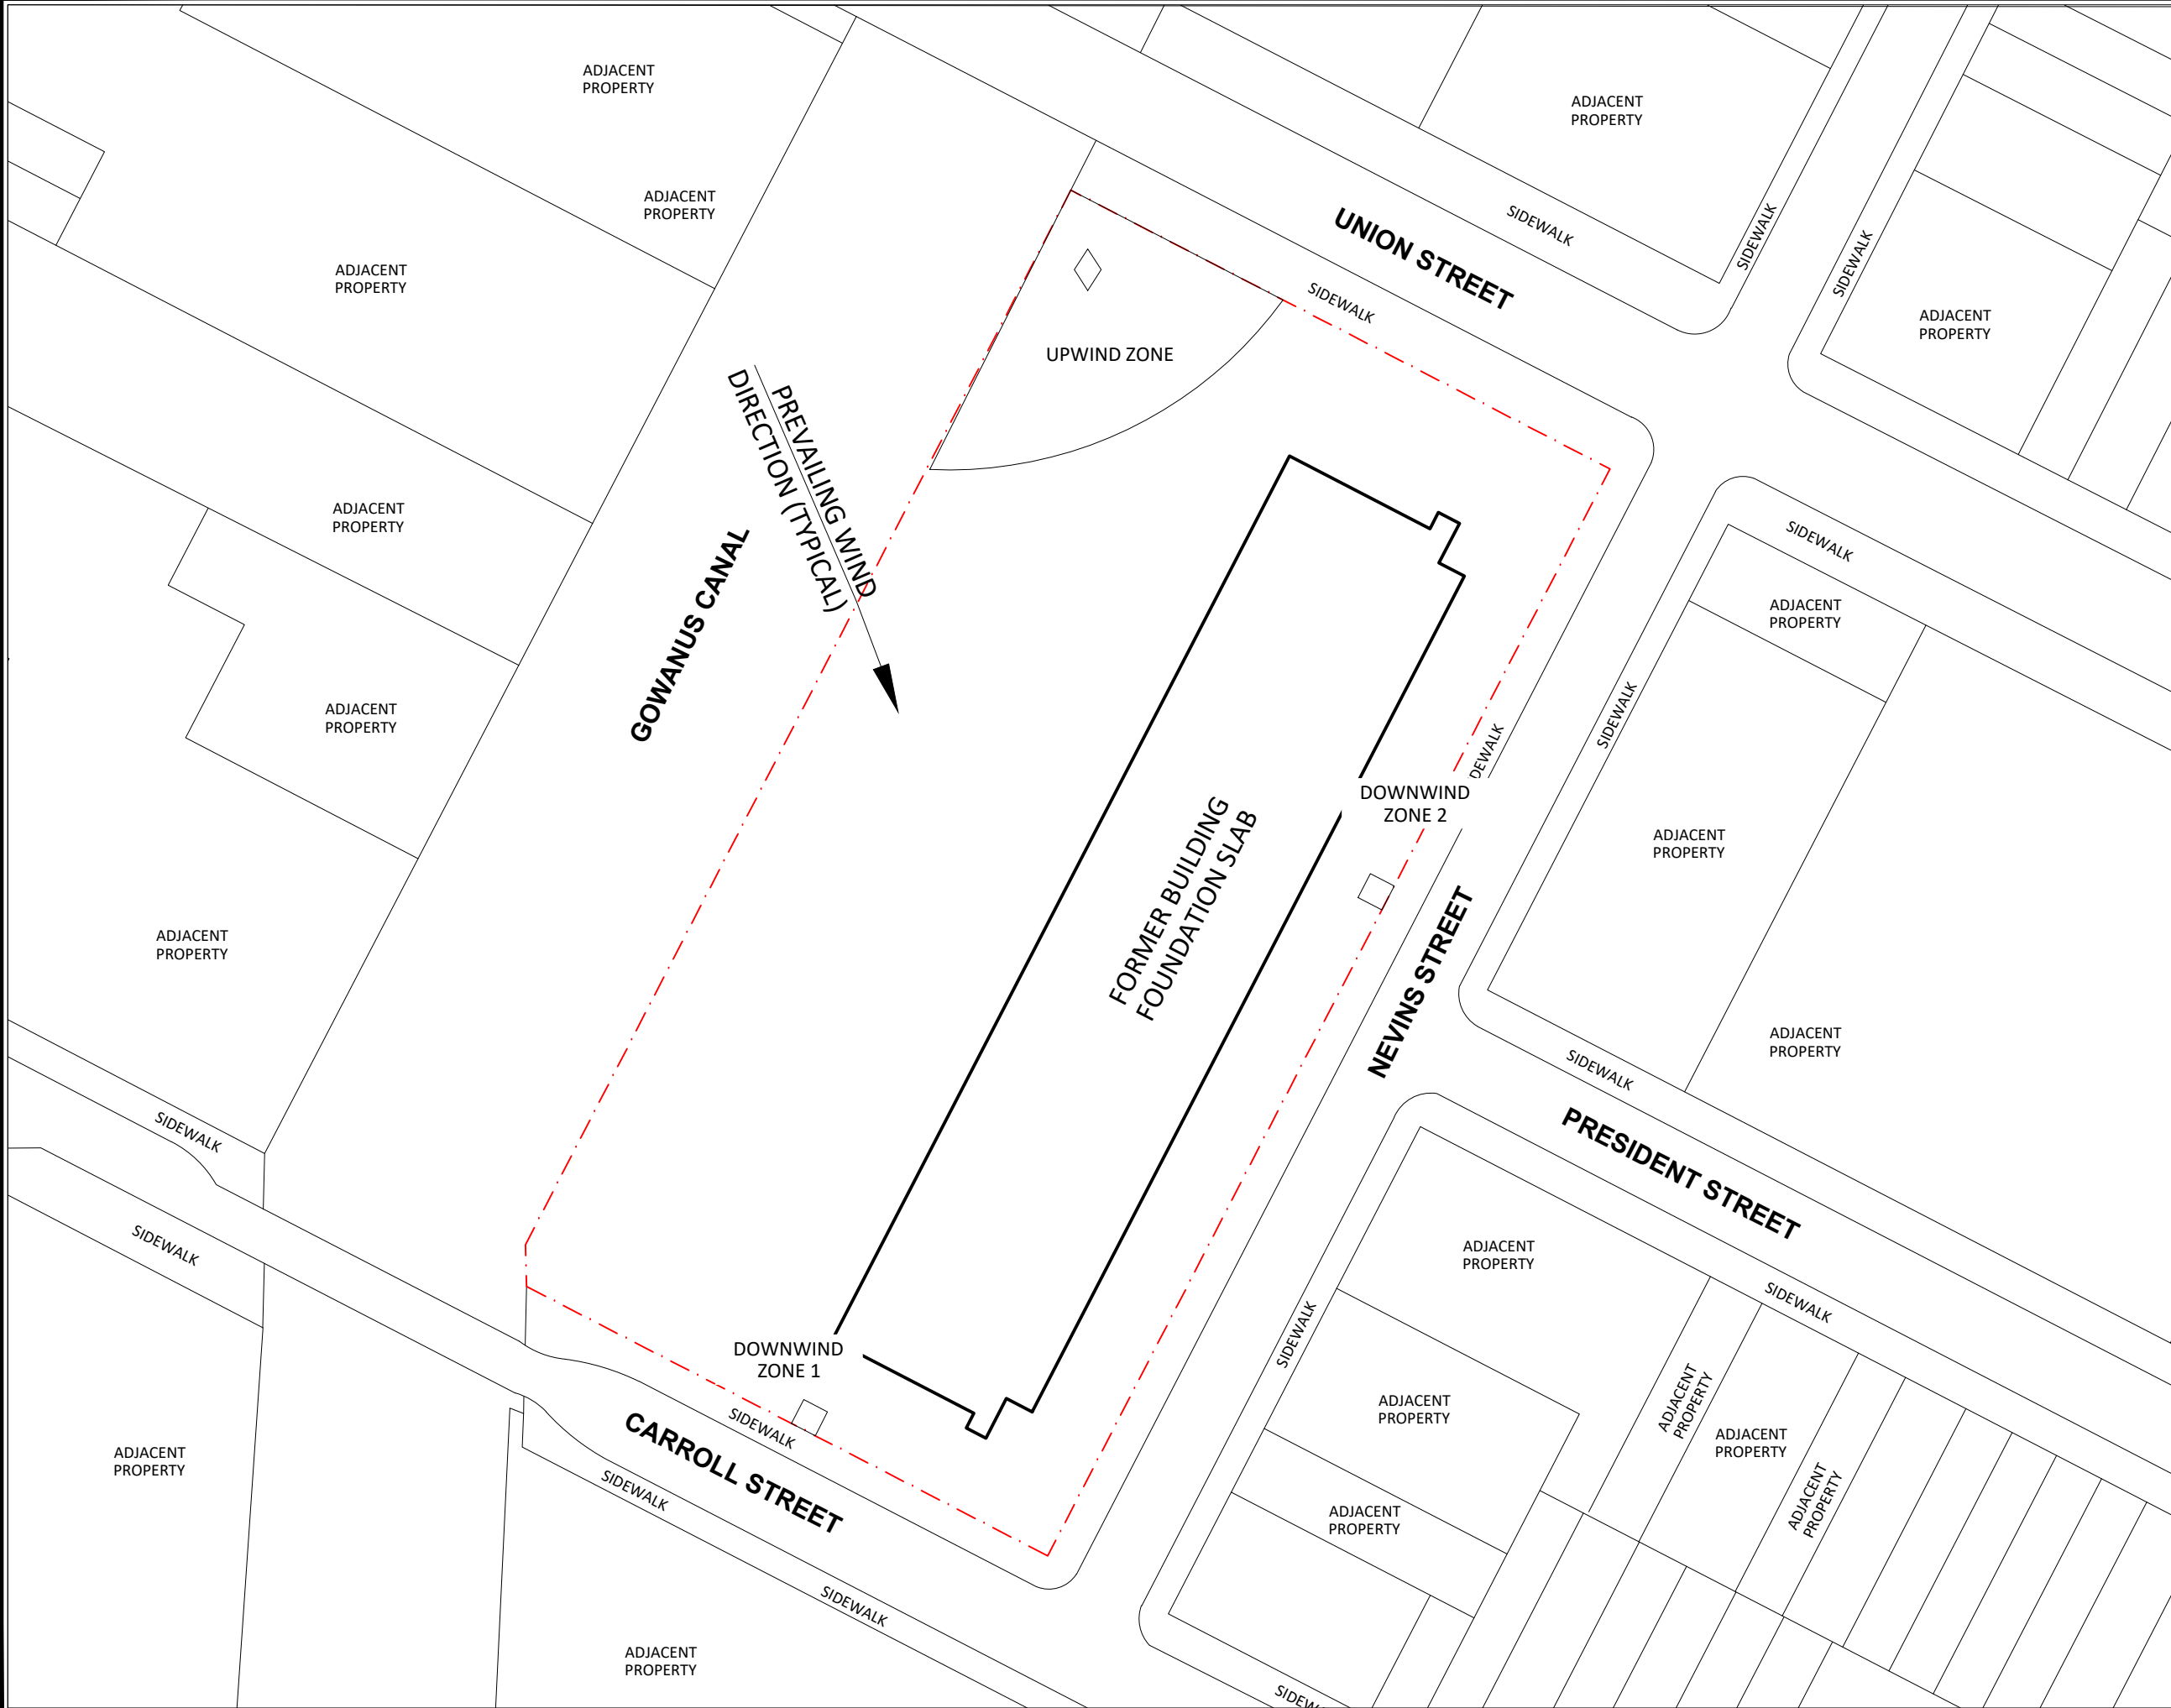 ADJACENT
PROPERTY
ADJACENT
PROPERTY
ADJACENT
PROPERTY
UNION STREET
SIDEWALK
SIDEWALK
SIDEWALK
ADJACENT
PROPERTY
SIDEWALK
ADJACENT
PROPERTY
UPWIND ZONE
PREVAILING WIND
DIRECTION (TYPICAL)
ADJACENT
PROPERTY
GOWANUS CANAL
SIDEWALK
ADJACENT
PROPERTY
ADJACENT
PROPERTY
SIDEWALK
DEWALK
DOWNWIND
ZONE 2
ADJACENT
PROPERTY
FORMER BUILDING
FOUNDATION SLAB
ADJACENT
PROPERTY
NEVINS STREET
ADJACENT
PROPERTY
SIDEWALK
SIDEWALK
PRESIDENT STREET
SIDEWALK
ADJACENT
PROPERTY
SIDEWALK
SIDEWALK
DOWNWIND
ZONE 1
ADJACENT
PROPERTY
ADJACENT
PROPERTY
ADJACENT
PROPERTY
SIDEWALK
ADJACENT
PROPERTY
CARROLL STREET
SIDEWALK
ADJACENT
PROPERTY
ADJACENT
PROPERTY
SIDEWALK
ADJACENT
PROPERTY
SIDEW